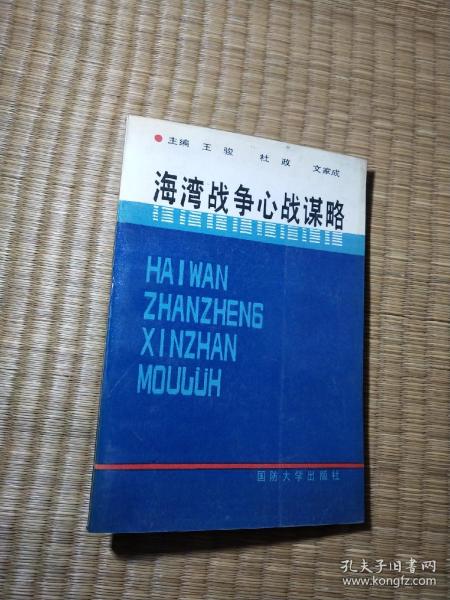 ● 主编 王骏 杜政 文家成
海湾战争心战谋略
HAIWAN
ZHANZHENG
XINZHAN
MOULÜH
国防大学出版社
孔夫子旧书网
www.kongfz.com